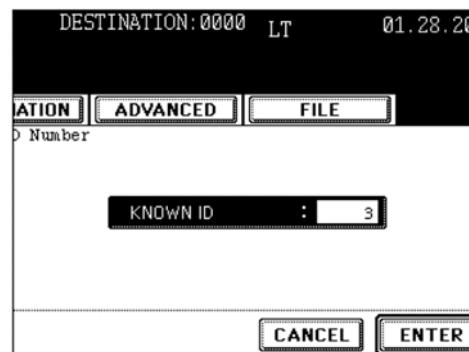 DESTINATION:0000 LT 01.28.20
ATION ADVANCED FILE
D Number
KNOWN ID : 3
CANCEL ENTER